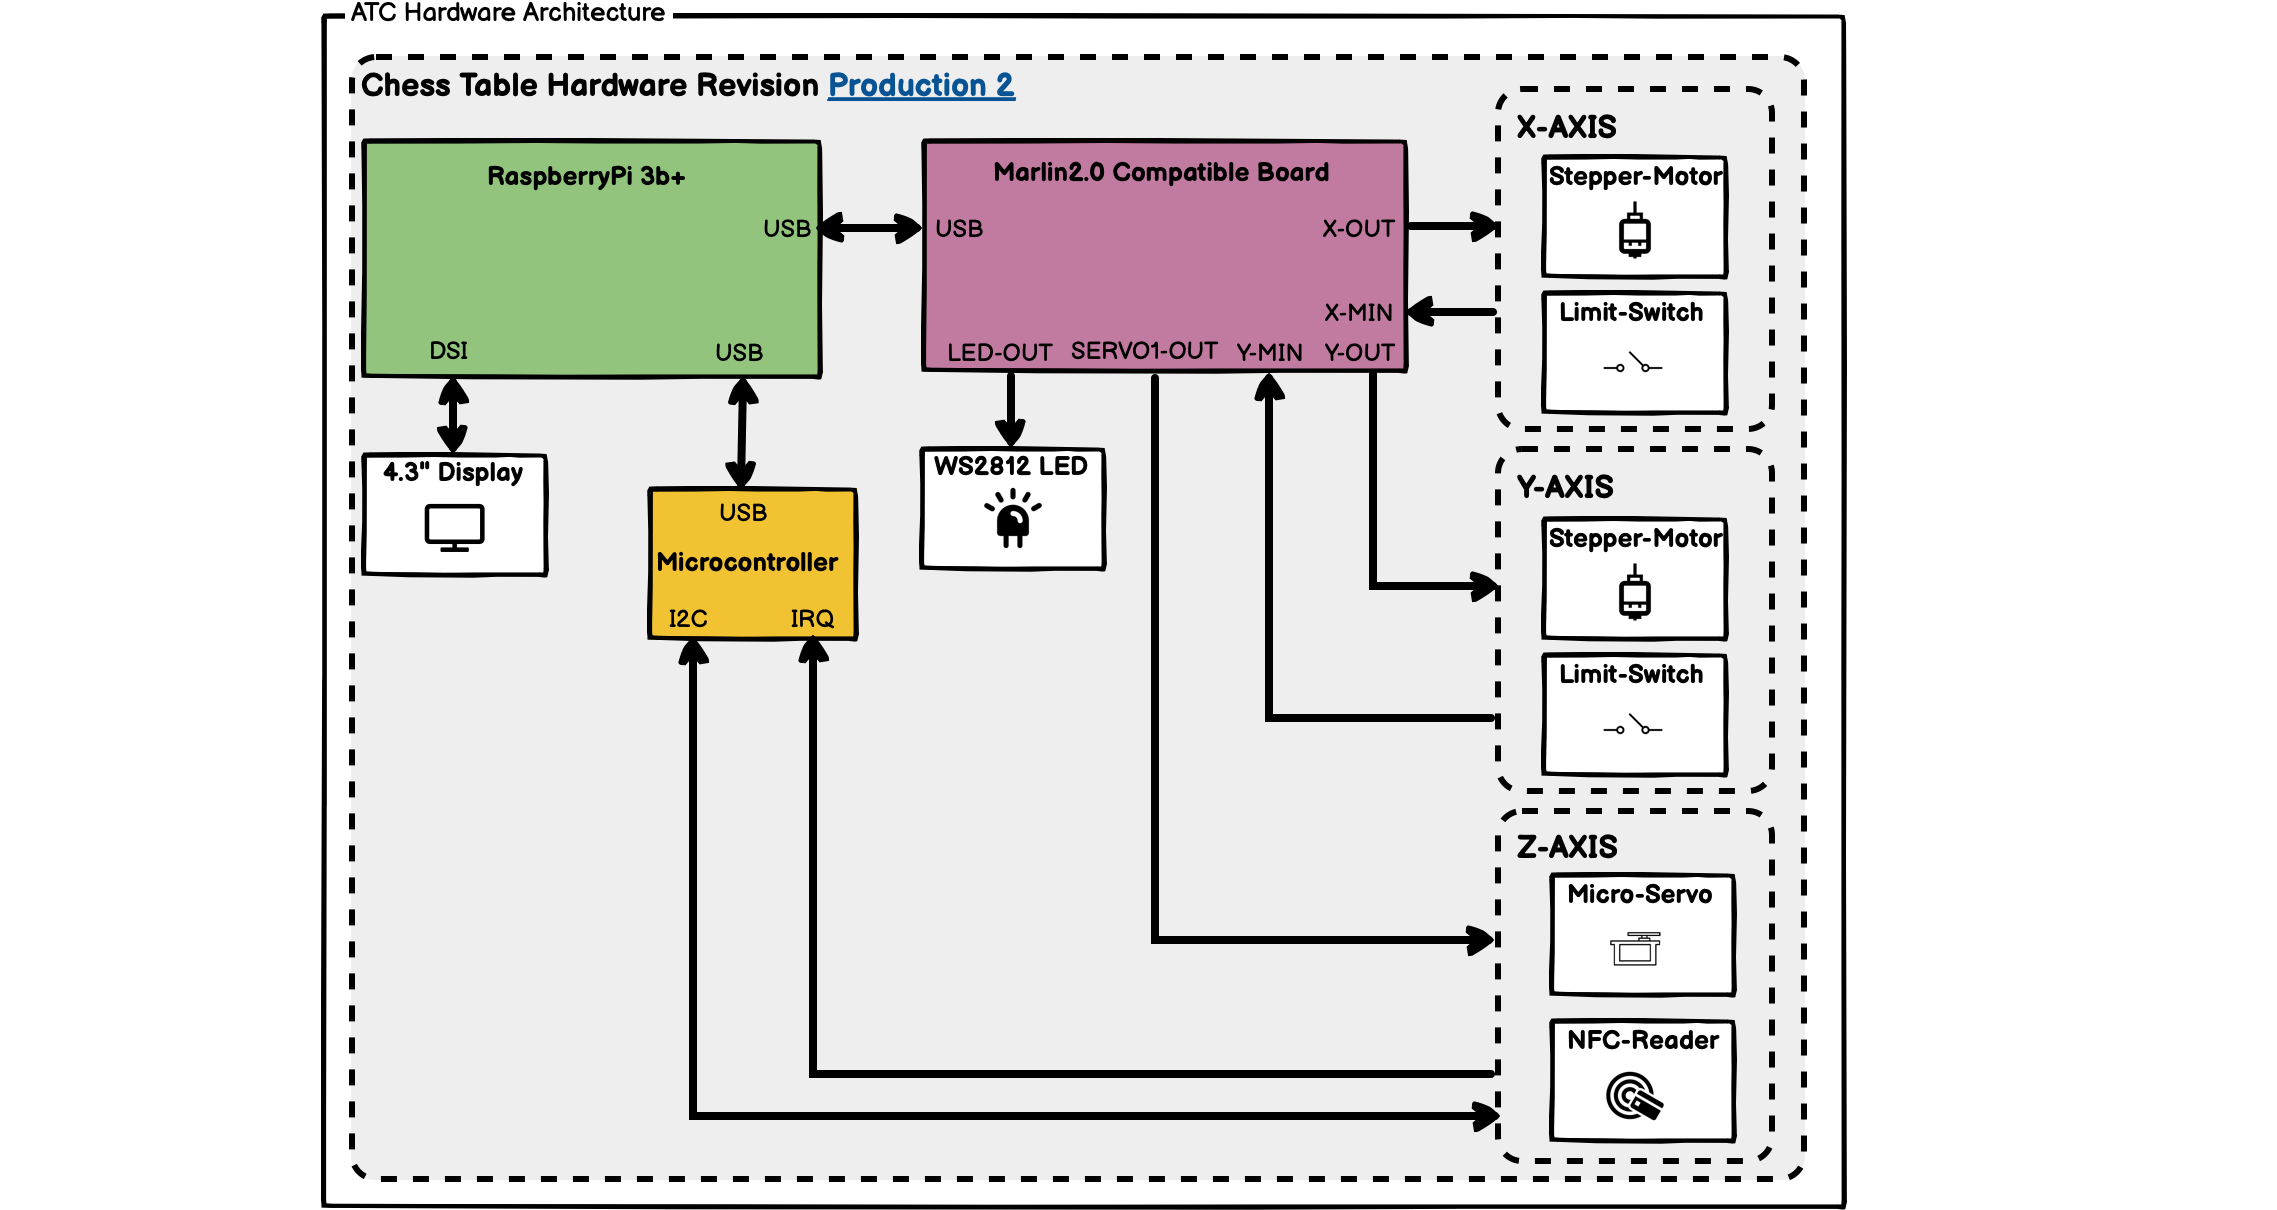 ATC Hardware Architecture
Chess Table Hardware Revision Production 2
RaspberryPi 3b+
USB
DSI
USB
Marlin2.0 Compatible Board
USB
X-OUT
X-MIN
LED-OUT
SERVO1-OUT
Y-MIN
Y-OUT
4.3" Display
USB
Microcontroller
I2C
IRQ
WS2812 LED
X-AXIS
Stepper-Motor
Limit-Switch
Y-AXIS
Stepper-Motor
Limit-Switch
Z-AXIS
Micro-Servo
NFC-Reader